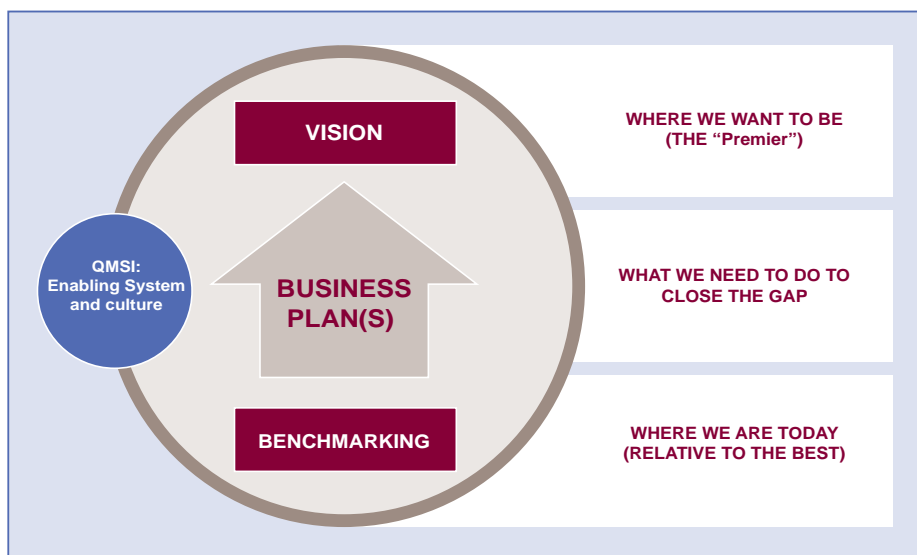 VISION
WHERE WE WANT TO BE
(THE “Premier”)
QMSI:
Enabling System
and culture
BUSINESS
PLAN(S)
WHAT WE NEED TO DO TO
CLOSE THE GAP
BENCHMARKING
WHERE WE ARE TODAY
(RELATIVE TO THE BEST)